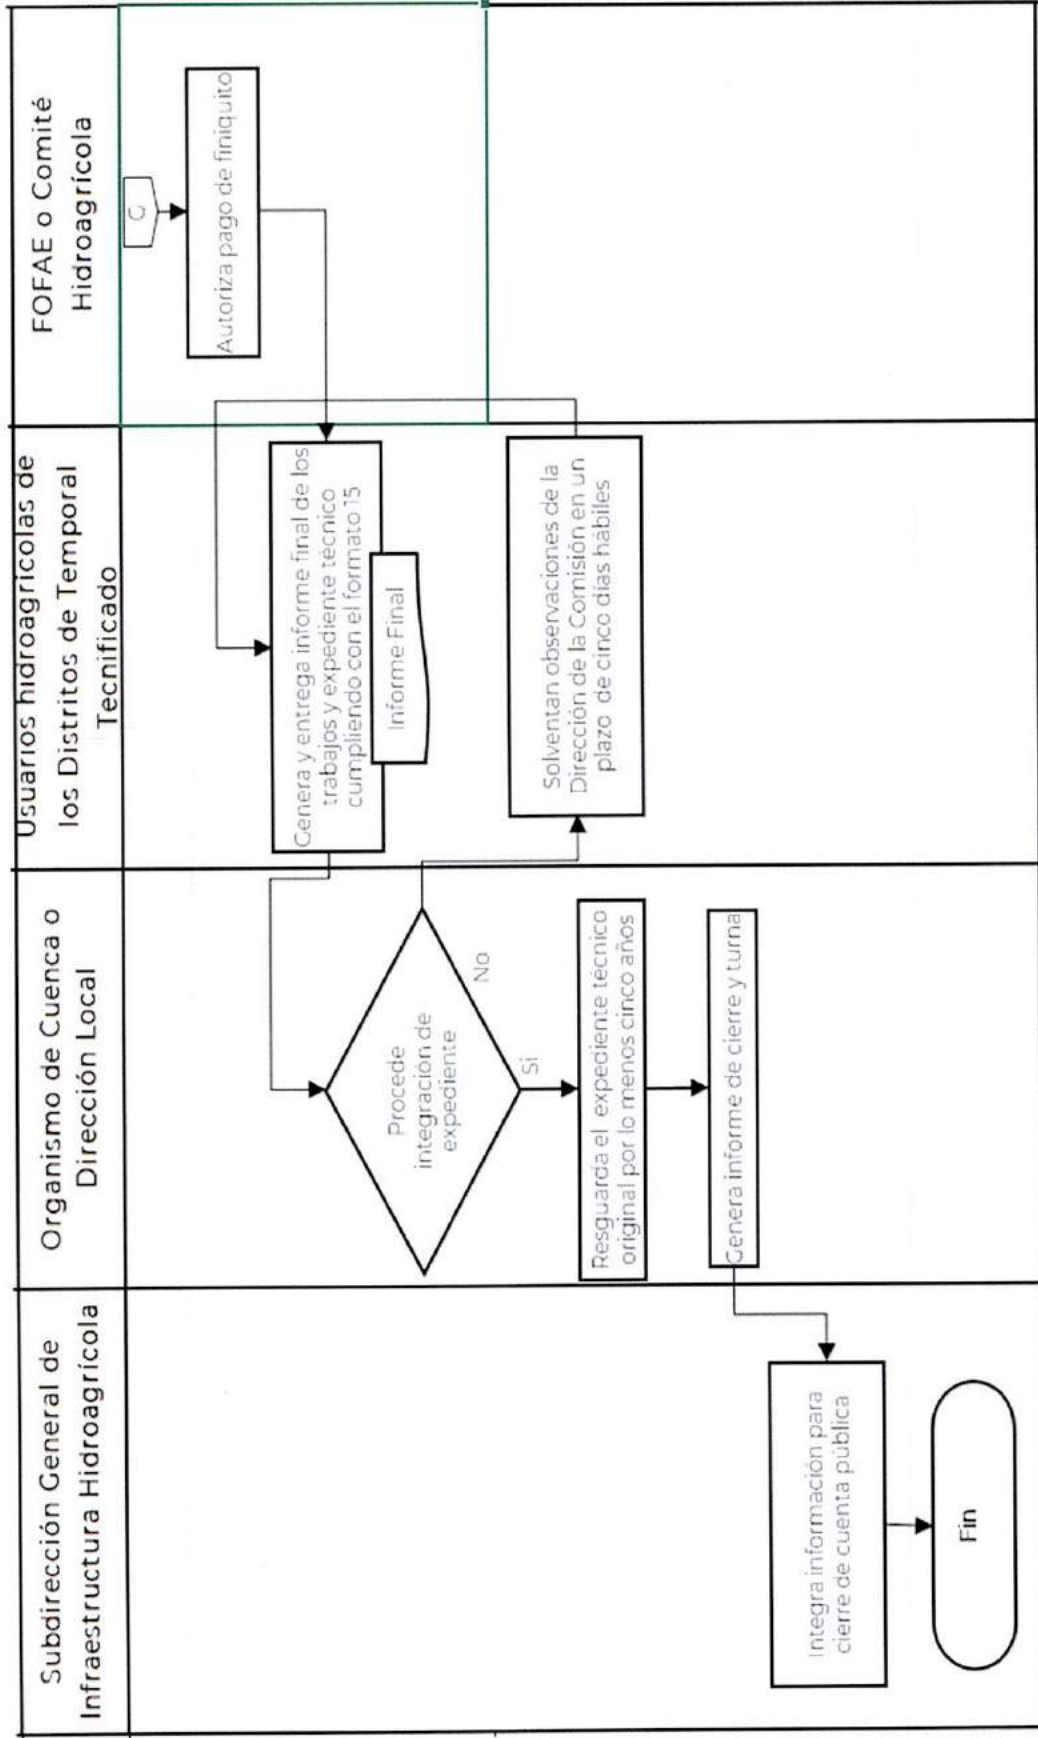 Subdirección General de
Infraestructura Hidroagrícola
Organismo de Cuenca o
Dirección Local
Usuarios hidroagricolas de
los Distritos de Temporal
Tecnificado
FOFAE o Comité
Hidroagrícola
G
Autoriza pago de finiquito
Genera y entrega informe final de los
trabajos y expediente técnico
cumpliendo con el formato 15
Informe Final
Procede
integración de
expediente
No
Si
Solventan observaciones de la
Dirección de la Comisión en un
plazo de cinco dias hábiles
Resguarda el expediente técnico
original por lo menos cinco años
Genera informe de cierre y turna
Integra información para
cierre de cuenta pública
Fin